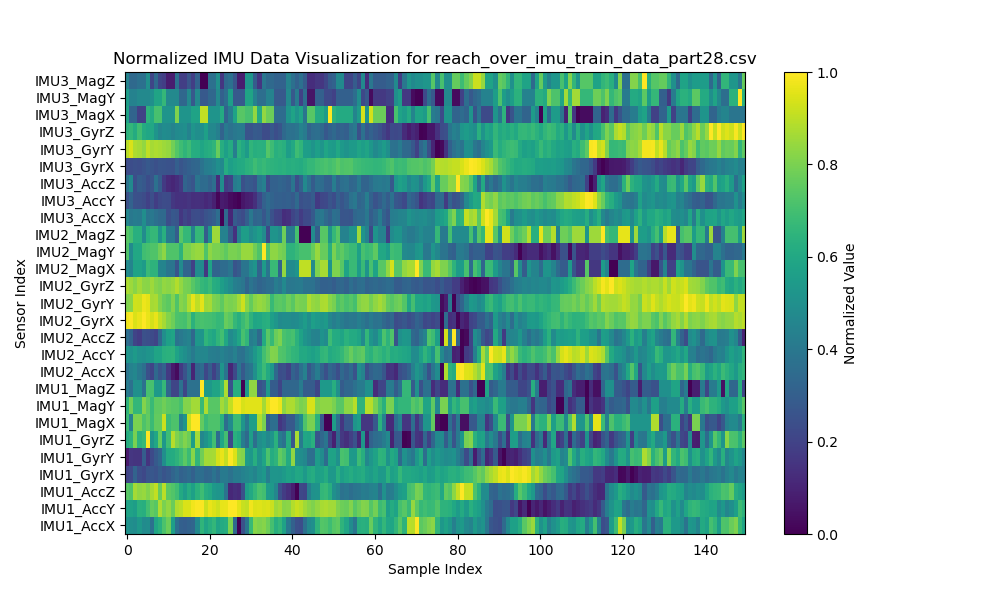 Normalized IMU Data Visualization for reach_over_imu_train_data_part28.csv
IMU3_MagZ
IMU3_MagY
IMU3_MagX
IMU3_GyrZ
IMU3_GyrY
IMU3_GyrX
IMU3_AccZ
IMU3_AccY
IMU3_AccX
IMU2_MagZ
IMU2_MagY
IMU2_MagX
IMU2_GyrZ
IMU2_GyrY
IMU2_GyrX
IMU2_AccZ
IMU2_AccY
IMU2_AccX
IMU1_MagZ
IMU1_MagY
IMU1_MagX
IMU1_GyrZ
IMU1_GyrY
IMU1_GyrX
IMU1_AccZ
IMU1_AccY
IMU1_AccX
Sensor Index
0 20 40 60 80 100 120 140
Sample Index
1.0
0.8
0.6
0.4
0.2
0.0
Normalized Value